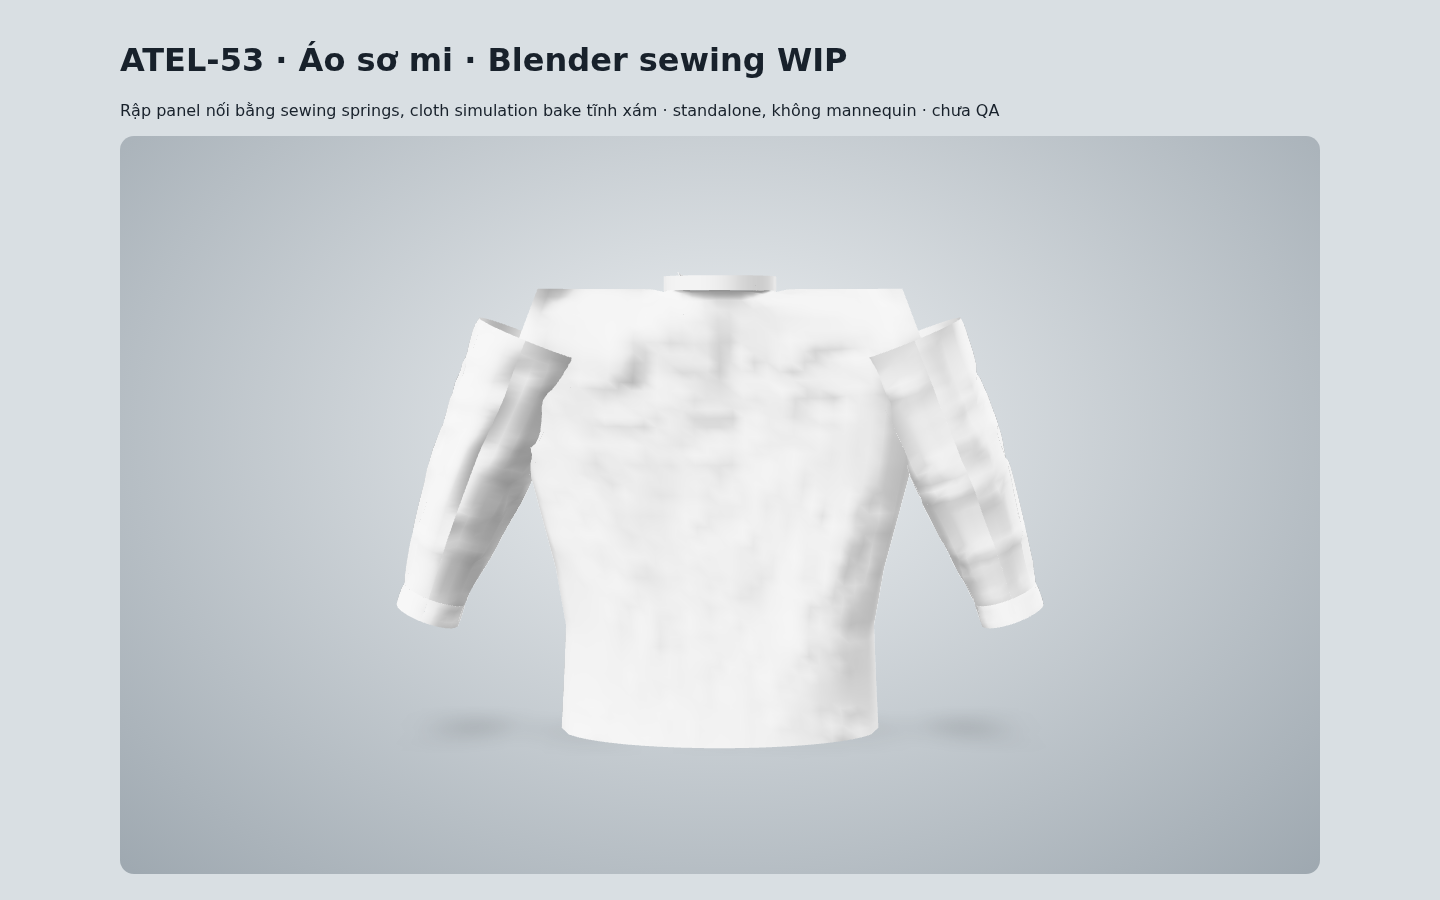 ATEL-53 · Áo sơ mi · Blender sewing WIP
Rập panel nối bằng sewing springs, cloth simulation bake tĩnh xám · standalone, không mannequin · chưa QA